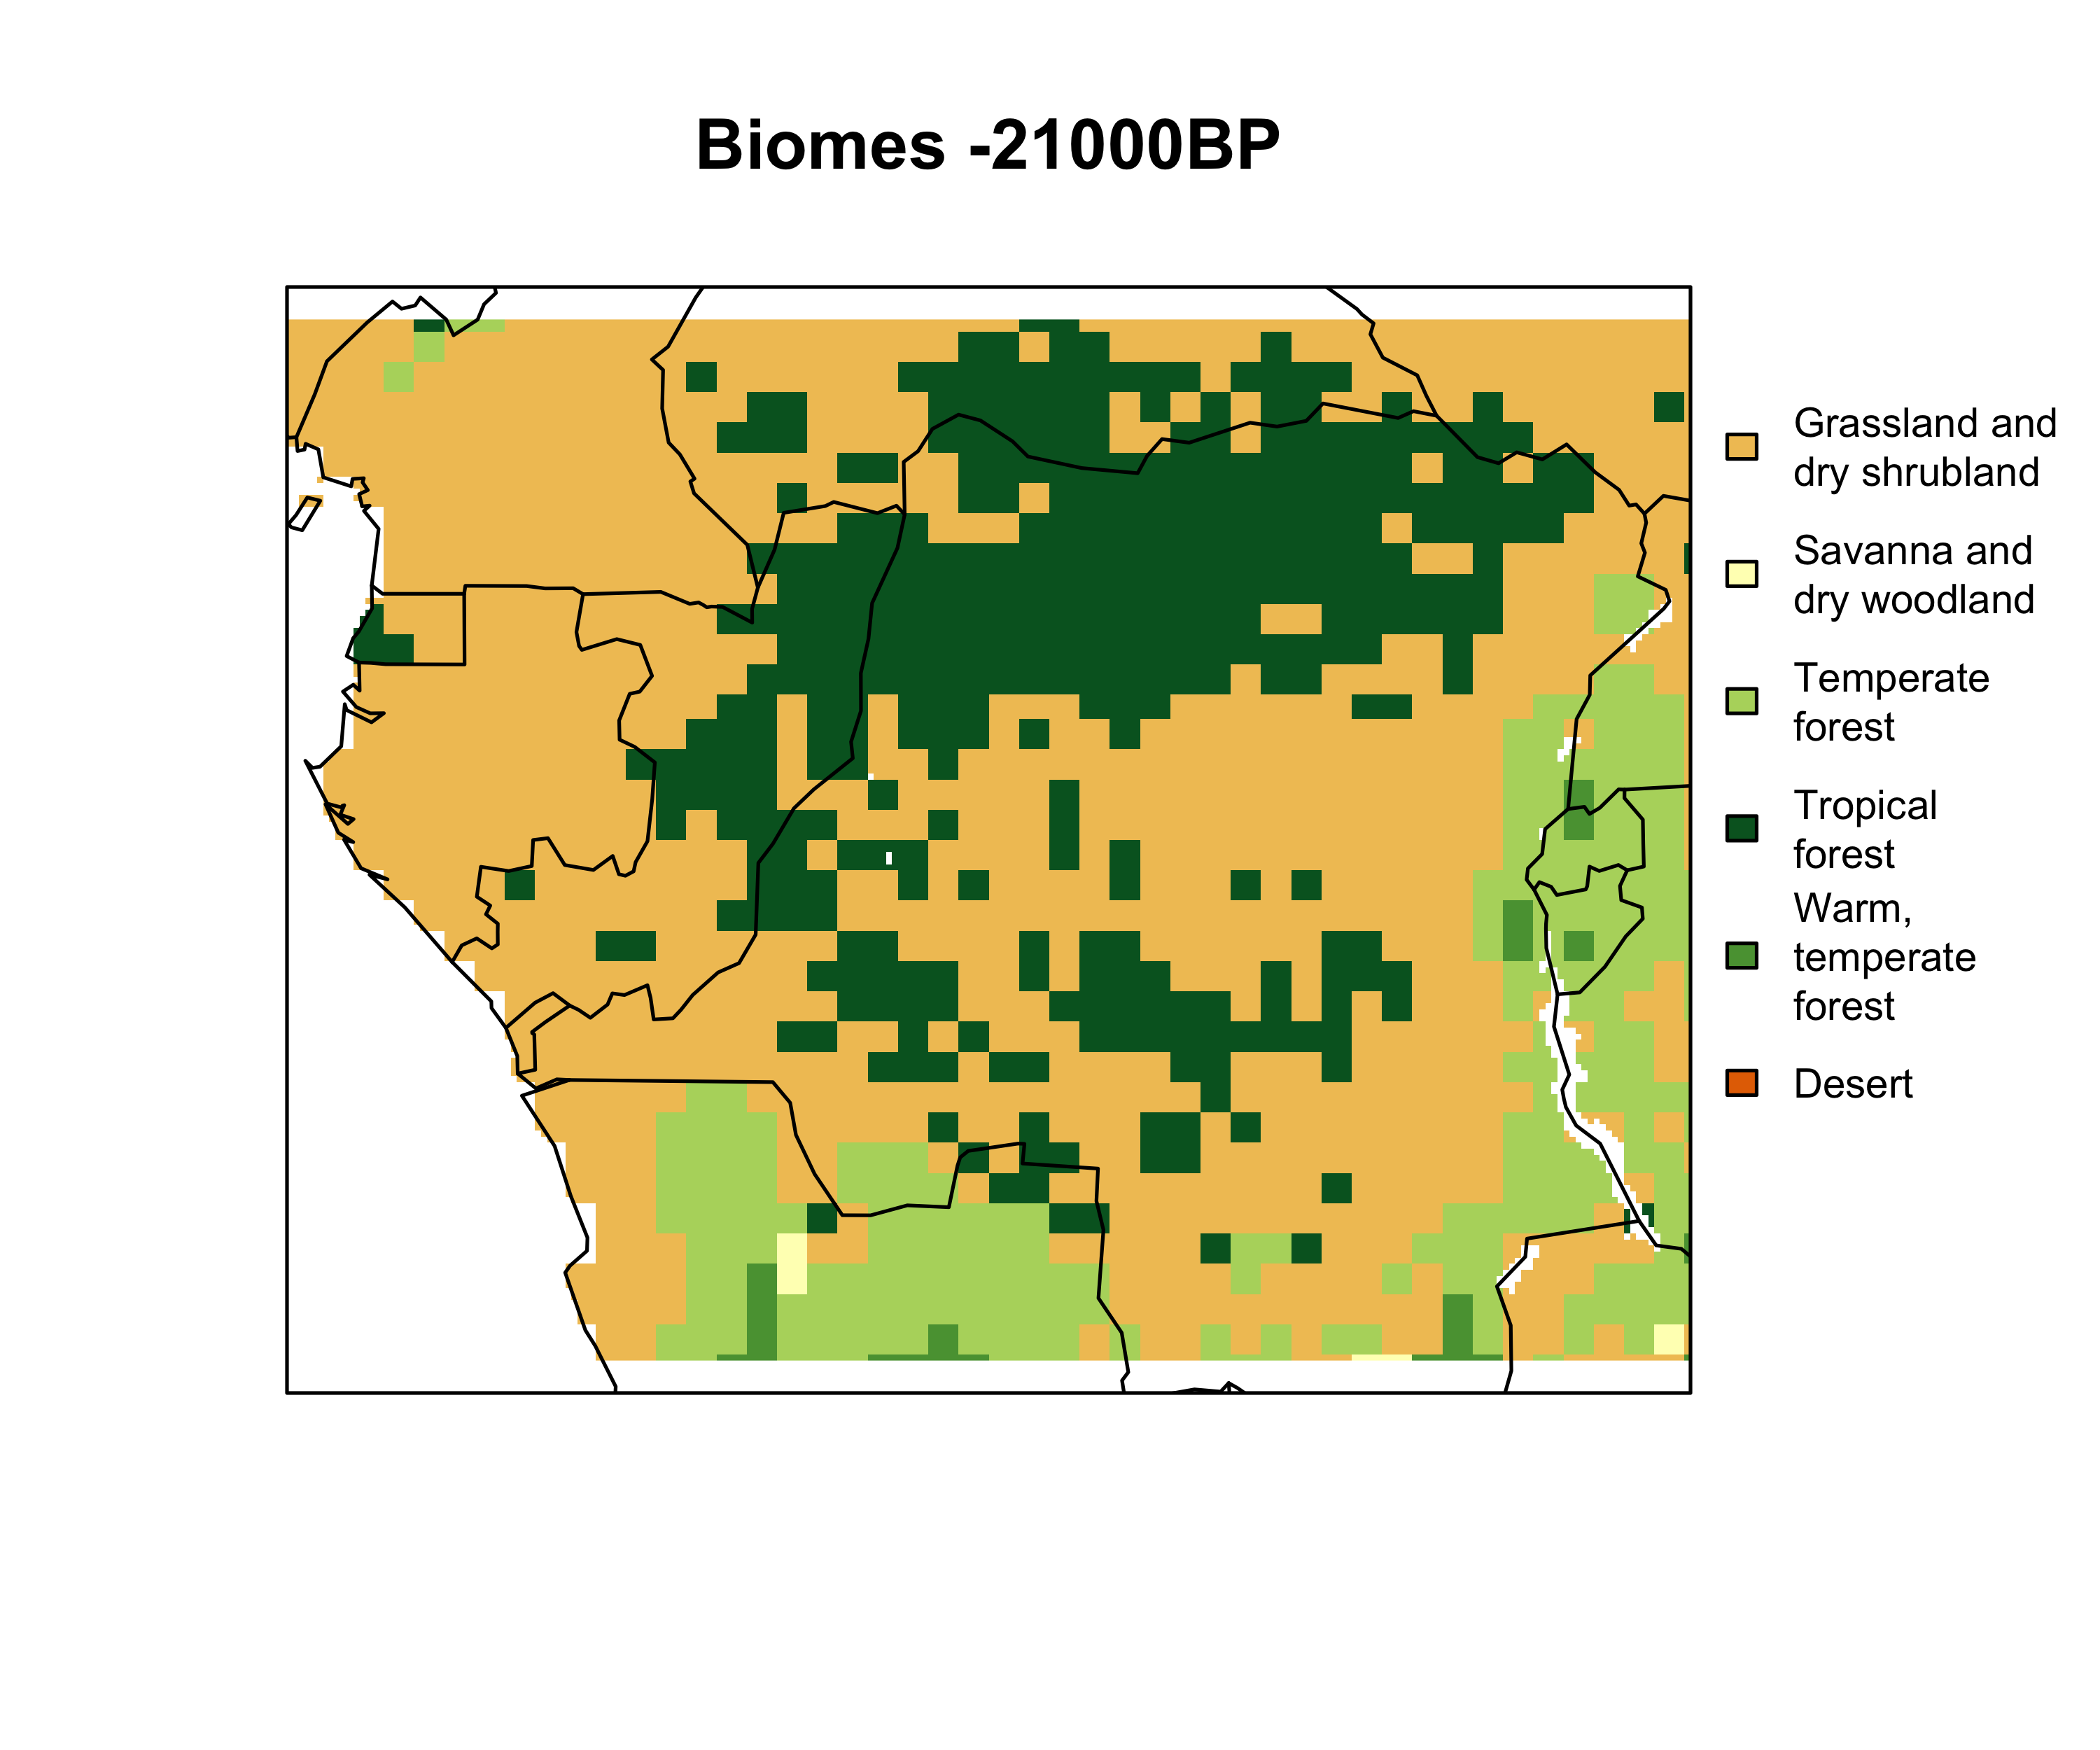 Biomes -21000BP
Grassland and
dry shrubland
Savanna and
dry woodland
Temperate
forest
Tropical
forest
Warm,
temperate
forest
Desert